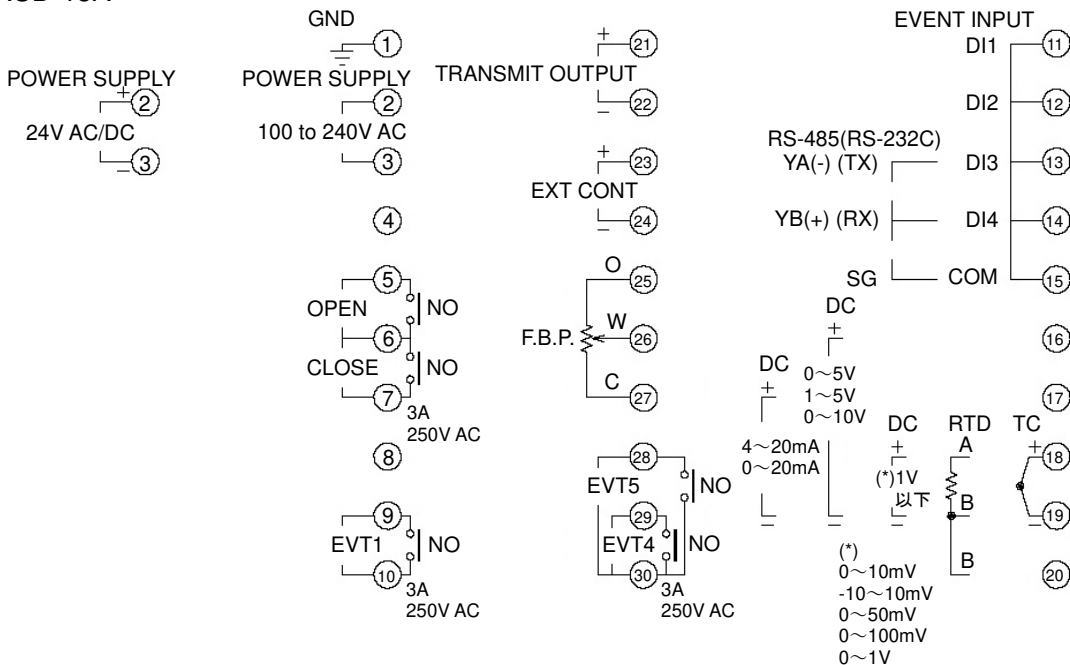 GND
1
POWER SUPPLY
+
2
24V AC/DC
−
3
POWER SUPPLY
2
100 to 240V AC
3
4
5
OPEN
NO
6
CLOSE
NO
7
3A
250V AC
8
9
EVT1
NO
10
3A
250V AC
+
21
TRANSMIT OUTPUT
−
22
+
23
EXT CONT
−
24
O
25
F.B.P.
W
26
C
27
28
EVT5
NO
29
EVT4
NO
30
3A
250V AC
EVENT INPUT
DI1
11
DI2
12
RS-485(RS-232C)
YA(-) (TX)
DI3
13
YB(+) (RX)
DI4
14
SG
COM
15
16
17
DC
+
4～20mA
0～20mA
−
DC
+
0～5V
1～5V
0～10V
−
DC
+
(*)1V
以下
−
RTD
A
B
B
TC
+
18
−
19
20
(*)
0～10mV
-10～10mV
0～50mV
0～100mV
0～1V